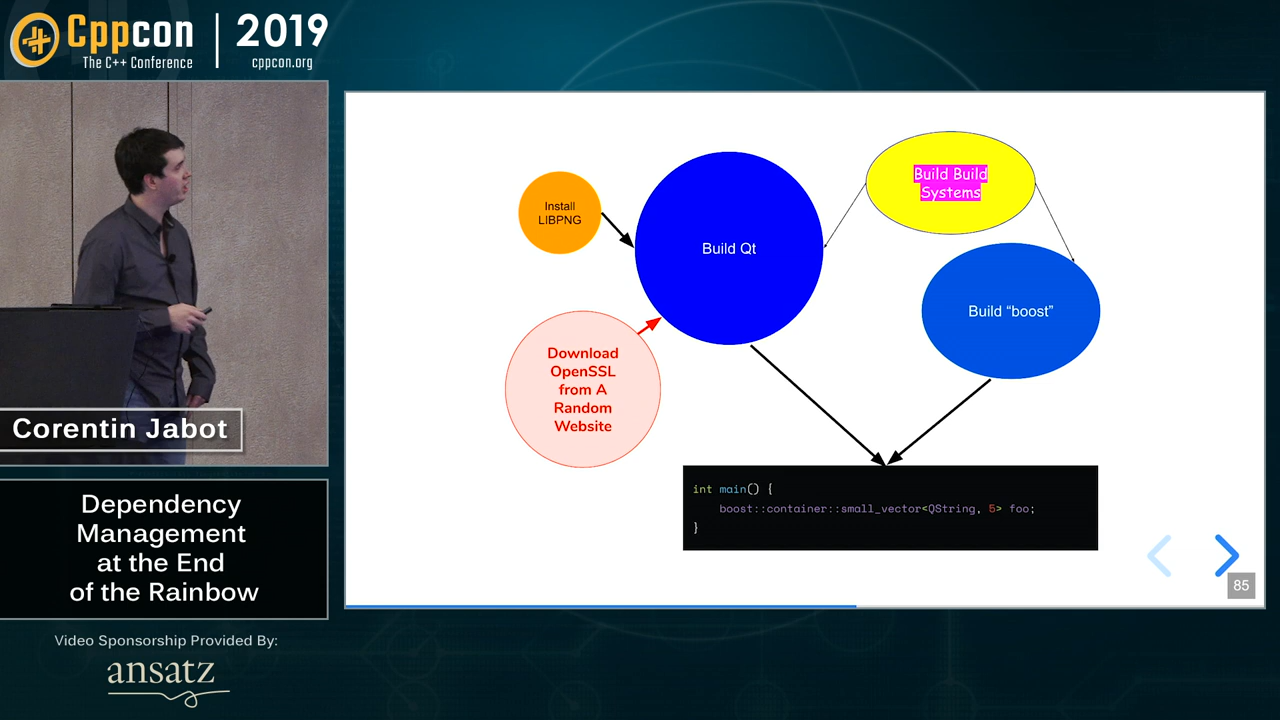 Cppcon
The C++ Conference
2019
cppcon.org
Corentin Jabot
Dependency
Management
at the End
of the Rainbow
Video Sponsorship Provided By:
ansatz
Install
LIBPNG
Build Qt
Build Build
Systems
Build “boost”
Download
OpenSSL
from A
Random
Website
int main() {
boost::container::small_vector<QString, 5> foo;
}
85